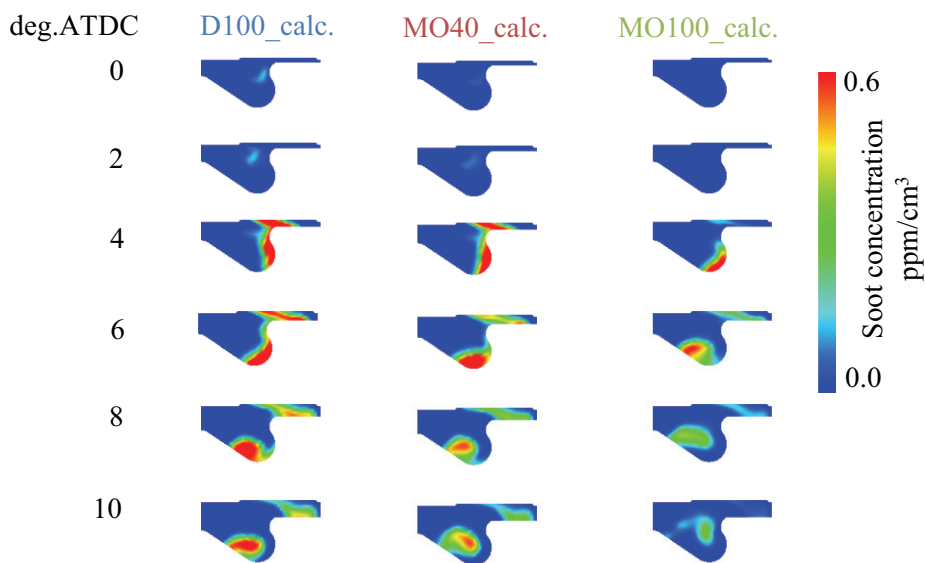 deg.ATDC D100_calc. MO40_calc. MO100_calc.
0
2
4
6
8
10
0.6
Soot concentration
ppm/cm³
0.0